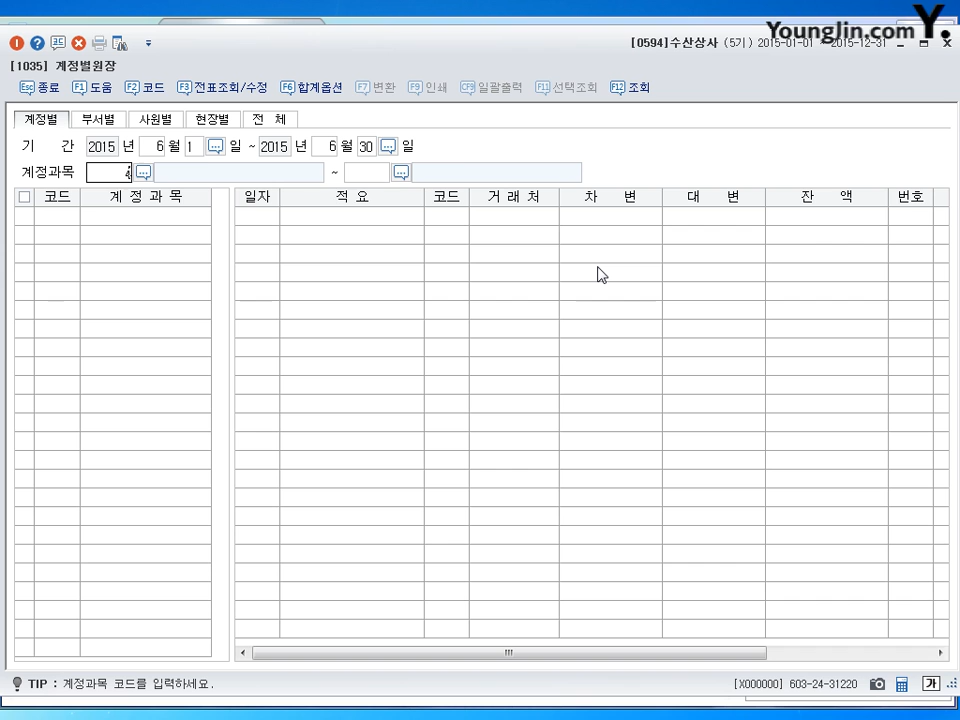 YoungJin.com Y.
[0594]수산상사 (5기) 2015-01-01 ~ 2015-12-31
[1035] 계정별원장
Esc 종료 F1 도움 F2 코드 F3 전표조회/수정 F6 합계옵션 F7 변환 F9 인쇄 CF9 일괄출력 F11 선택조회 F12 조회
계정별 부서별 사원별 현장별 전 체
기 간 2015 년 6 월 1 일 ~ 2015 년 6 월 30 일
계정과목 4 ~
코드 계 정 과 목 일자 적 요 코드 거 래 처 차 변 대 변 잔 액 번호
TIP : 계정과목 코드를 입력하세요. [X000000] 603-24-31220 가